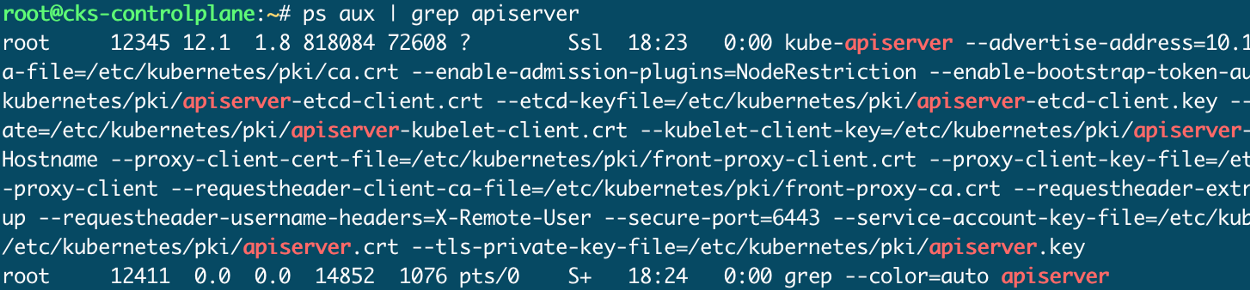 root@cks-controlplane:~# ps aux | grep apiserver
root     12345 12.1  1.8 818084 72608 ?        Ssl  18:23   0:00 kube-apiserver --advertise-address=10.1
a-file=/etc/kubernetes/pki/ca.crt --enable-admission-plugins=NodeRestriction --enable-bootstrap-token-au
kubernetes/pki/apiserver-etcd-client.crt --etcd-keyfile=/etc/kubernetes/pki/apiserver-etcd-client.key --
ate=/etc/kubernetes/pki/apiserver-kubelet-client.crt --kubelet-client-key=/etc/kubernetes/pki/apiserver-
Hostname --proxy-client-cert-file=/etc/kubernetes/pki/front-proxy-client.crt --proxy-client-key-file=/et
-proxy-client --requestheader-client-ca-file=/etc/kubernetes/pki/front-proxy-ca.crt --requestheader-extr
up --requestheader-username-headers=X-Remote-User --secure-port=6443 --service-account-key-file=/etc/kub
/etc/kubernetes/pki/apiserver.crt --tls-private-key-file=/etc/kubernetes/pki/apiserver.key
root     12411  0.0  0.0  14852  1076 pts/0    S+   18:24   0:00 grep --color=auto apiserver